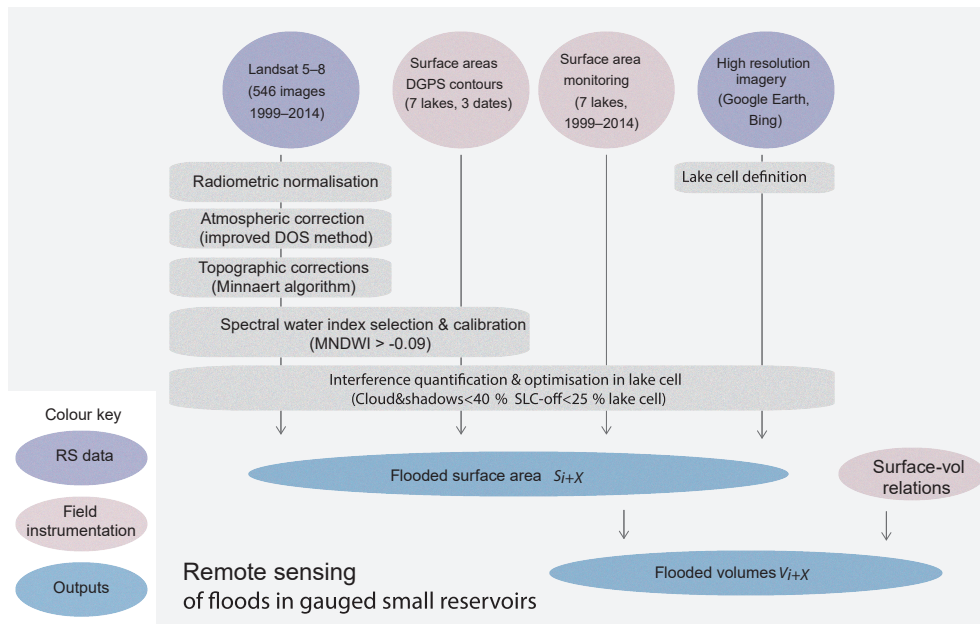 Landsat 5–8
(546 images
1999–2014)
Surface areas
DGPS contours
(7 lakes, 3 dates)
Surface area
monitoring
(7 lakes,
1999–2014)
High resolution
imagery
(Google Earth,
Bing)
Radiometric normalisation
Lake cell definition
Atmospheric correction
(improved DOS method)
Topographic corrections
(Minnaert algorithm)
Spectral water index selection & calibration
(MNDWI > -0.09)
Interference quantification & optimisation in lake cell
(Cloud&shadows<40 % SLC-off<25 % lake cell)
Colour key
RS data
Field
instrumentation
Outputs
Flooded surface area Si+X
Surface-vol
relations
Flooded volumes Vi+X
Remote sensing
of floods in gauged small reservoirs